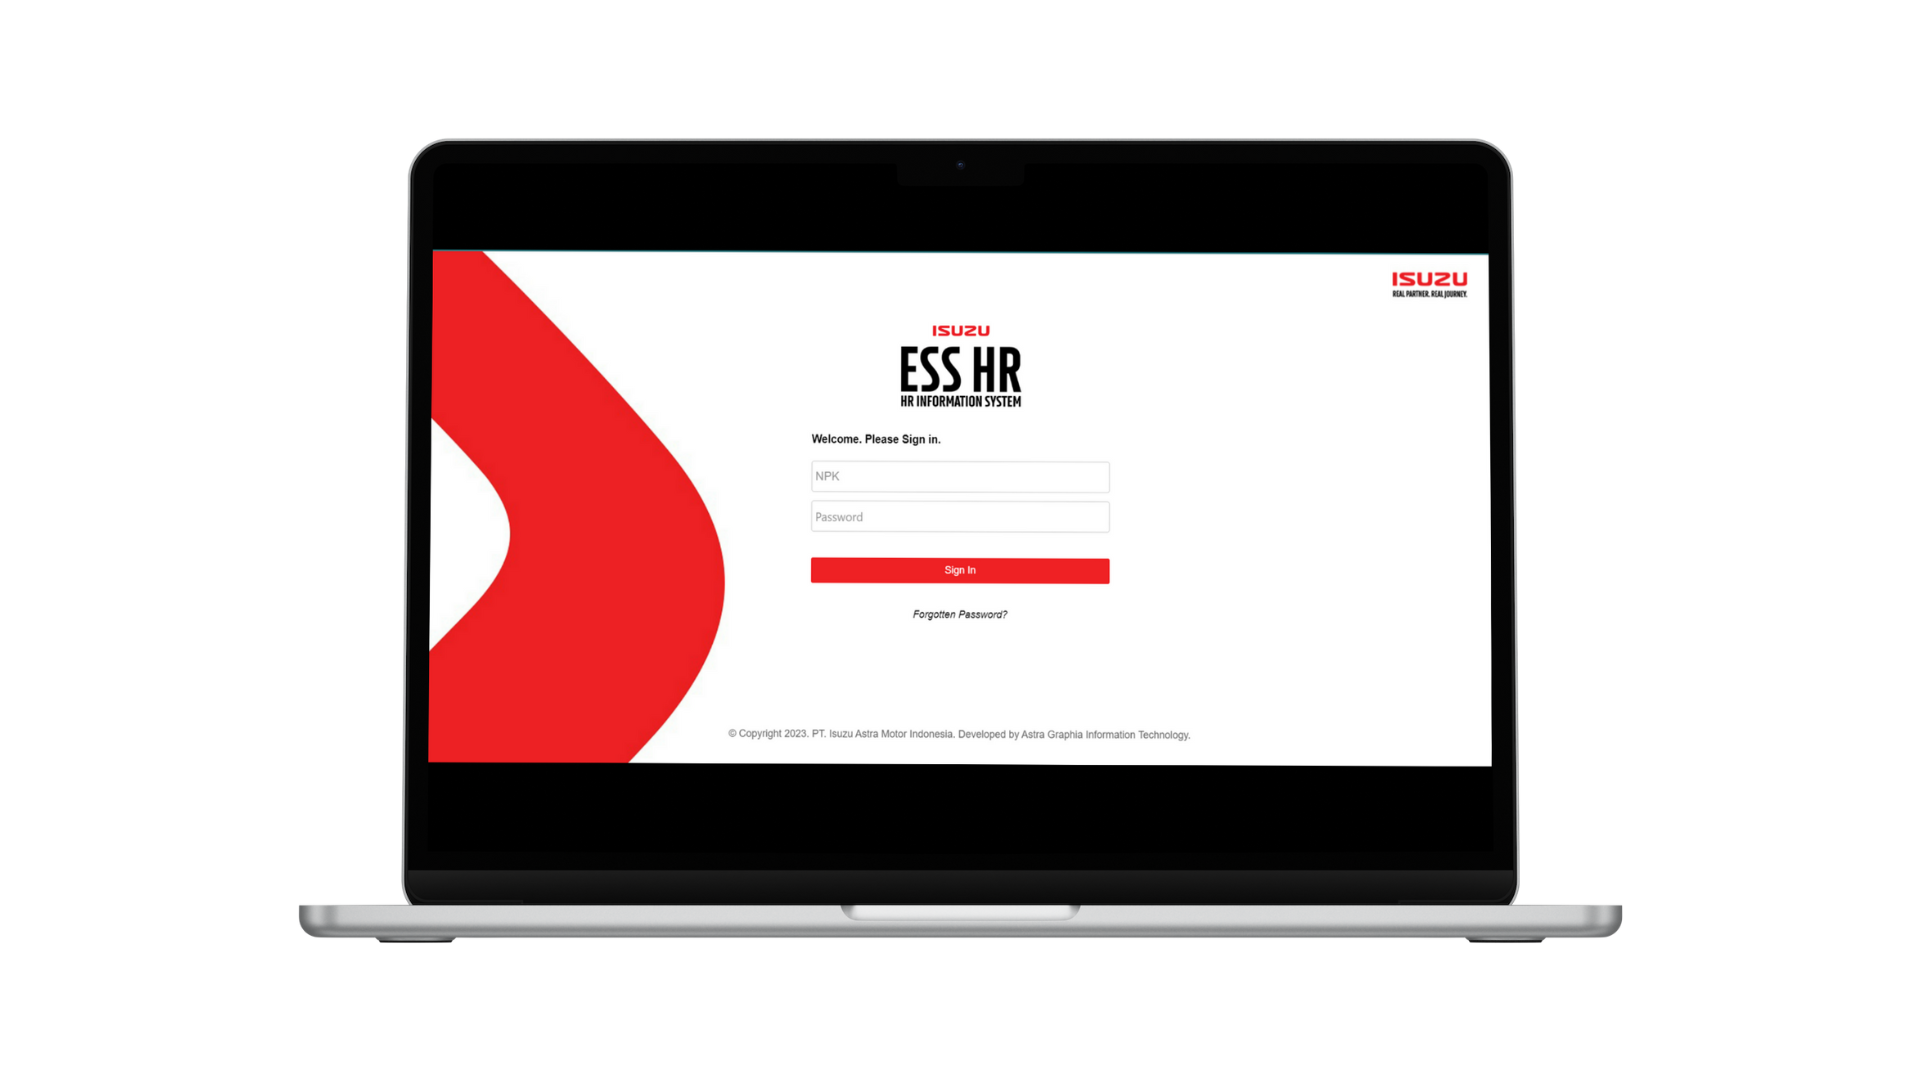 ISUZU
REAL PARTNER. REAL JOURNEY.
ISUZU
ESS HR
HR INFORMATION SYSTEM
Welcome. Please Sign in.
NPK
Password
Sign In
Forgotten Password?
© Copyright 2023. PT. Isuzu Astra Motor Indonesia. Developed by Astra Graphia Information Technology.